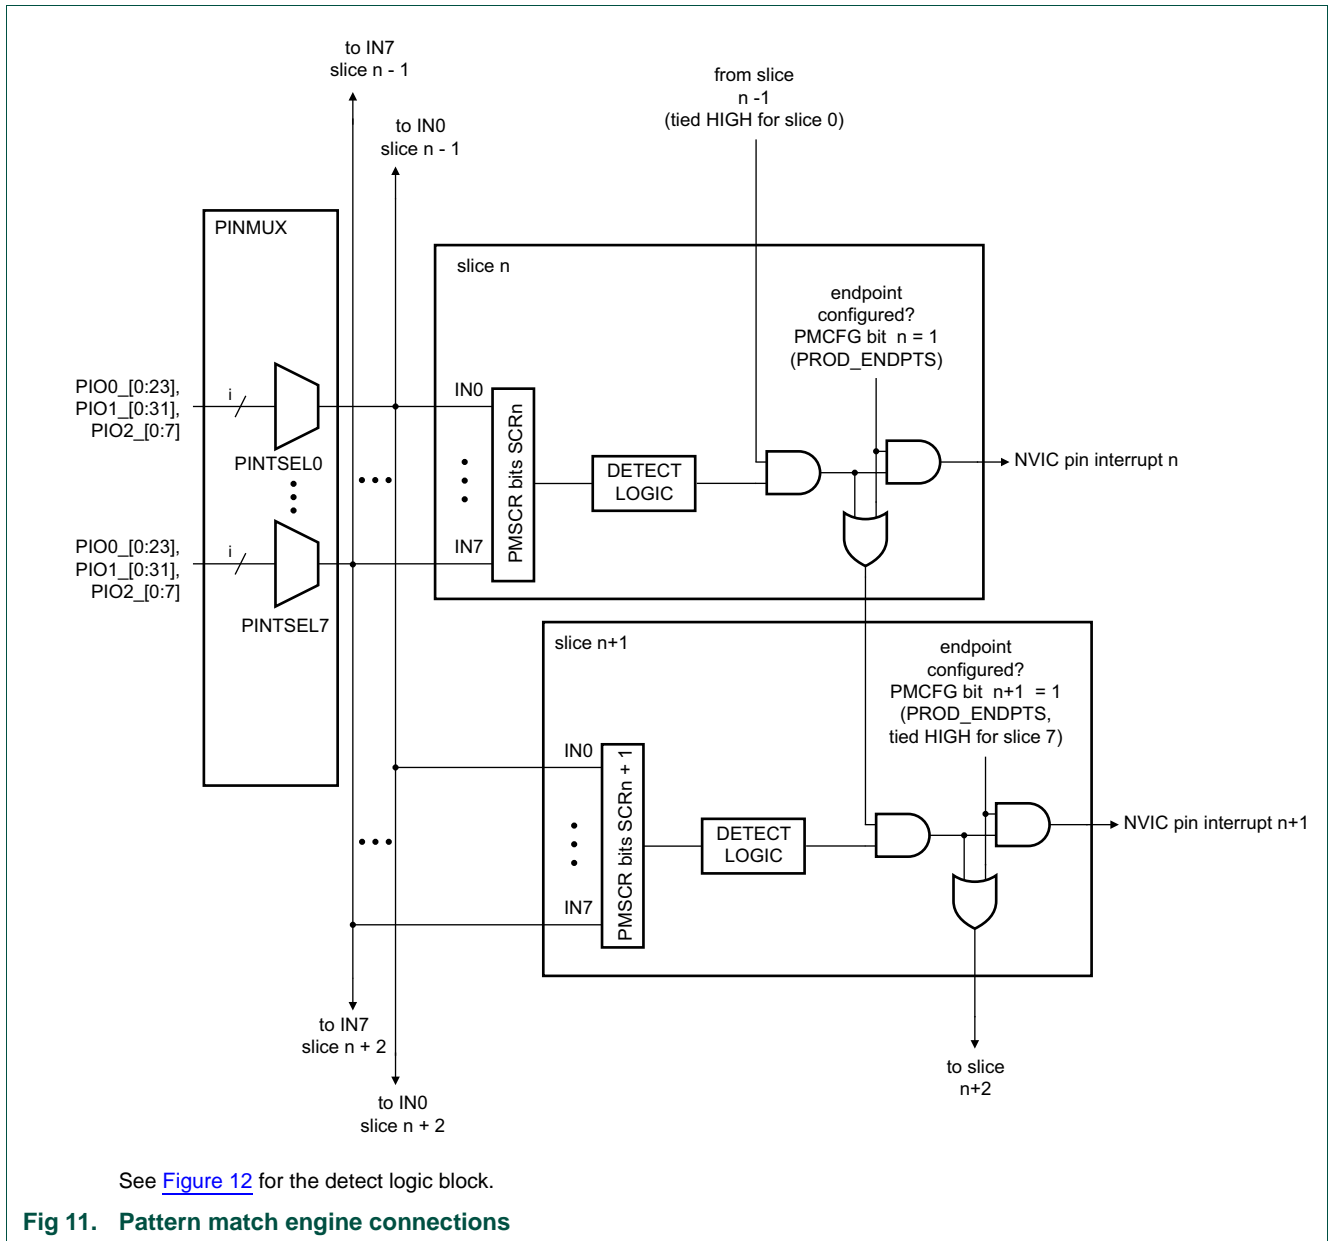 to IN7
slice n - 1
from slice
n -1
(tied HIGH for slice 0)
to IN0
slice n - 1
PINMUX
slice n
endpoint
configured?
PMCFG bit n = 1
(PROD_ENDPTS)
PIO0_[0:23],
PIO1_[0:31],
PIO2_[0:7]
i
PINTSEL0
IN0
IN7
PMSCR bits SCRn
DETECT
LOGIC
NVIC pin interrupt n
PIO0_[0:23],
PIO1_[0:31],
PIO2_[0:7]
i
PINTSEL7
slice n+1
endpoint
configured?
PMCFG bit n+1 = 1
(PROD_ENDPTS,
tied HIGH for slice 7)
IN0
IN7
PMSCR bits SCRn + 1
DETECT
LOGIC
NVIC pin interrupt n+1
to IN7
slice n + 2
to IN0
slice n + 2
to slice
n+2
See Figure 12 for the detect logic block.
Fig 11. Pattern match engine connections